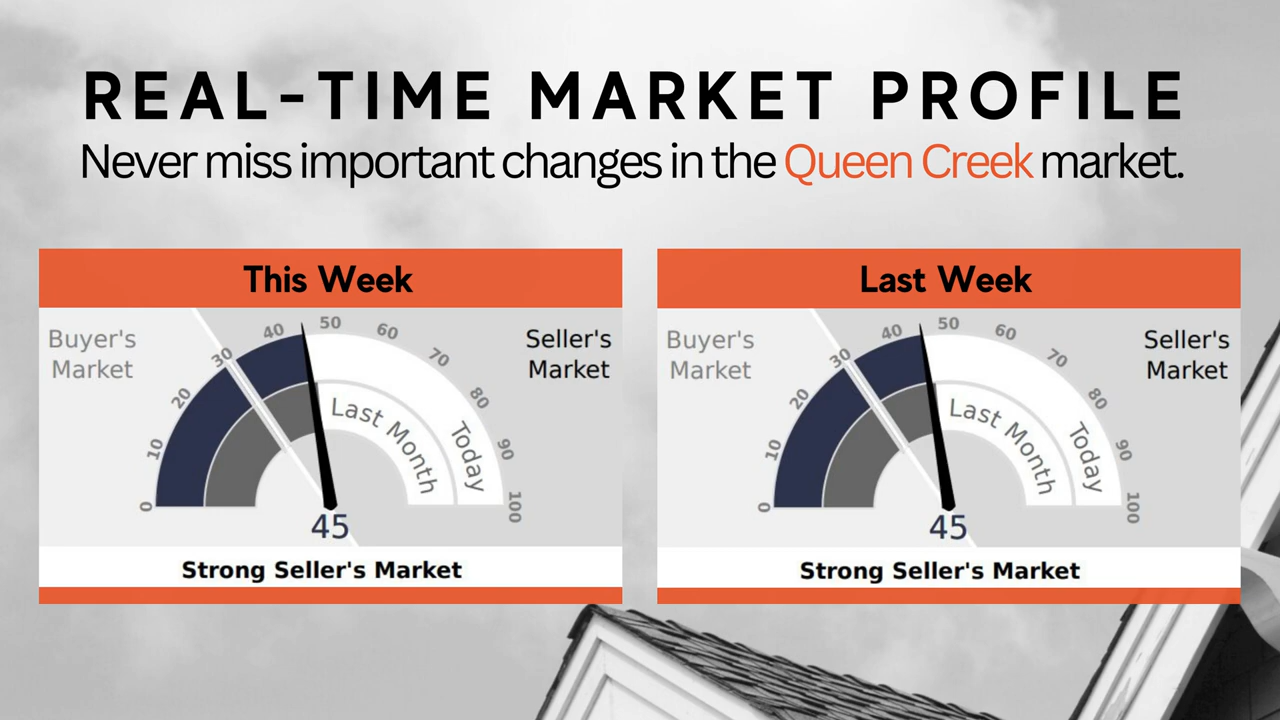 REAL-TIME MARKET PROFILE
Never miss important changes in the Queen Creek market.
This Week
Buyer's
Market
Seller's
Market
0
10
20
30
40
50
60
70
80
90
100
Last Month
Today
45
Strong Seller's Market
Last Week
Buyer's
Market
Seller's
Market
0
10
20
30
40
50
60
70
80
90
100
Last Month
Today
45
Strong Seller's Market